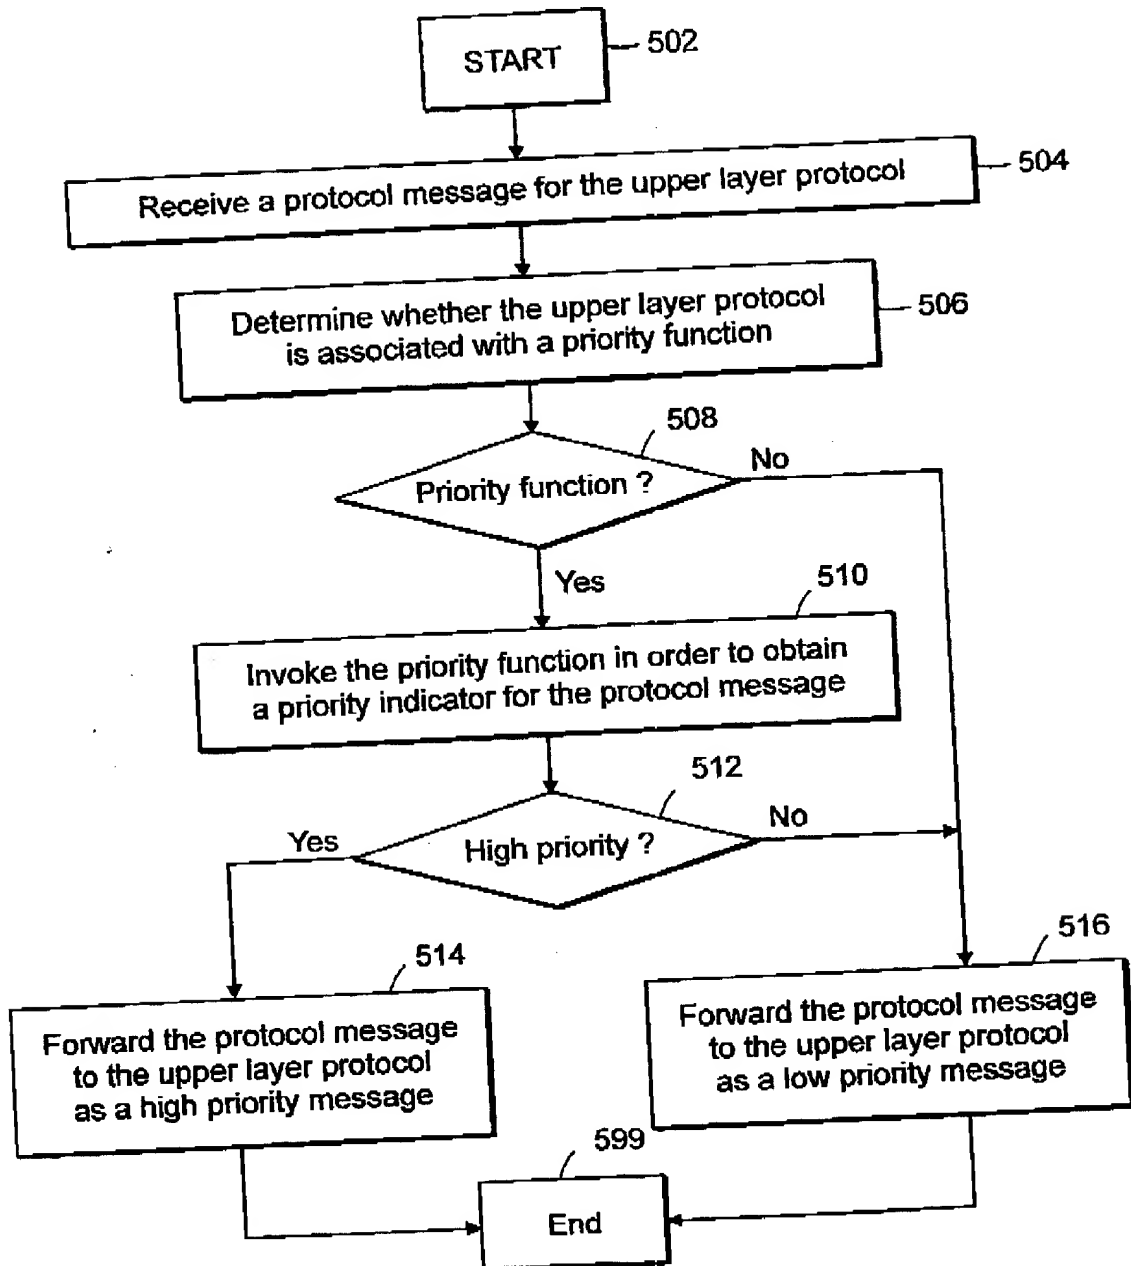 START
502
Receive a protocol message for the upper layer protocol
504
Determine whether the upper layer protocol
is associated with a priority function
506
508
Priority function ?
No
Yes
510
Invoke the priority function in order to obtain
a priority indicator for the protocol message
512
High priority ?
Yes
No
514
Forward the protocol message
to the upper layer protocol
as a high priority message
516
Forward the protocol message
to the upper layer protocol
as a low priority message
599
End